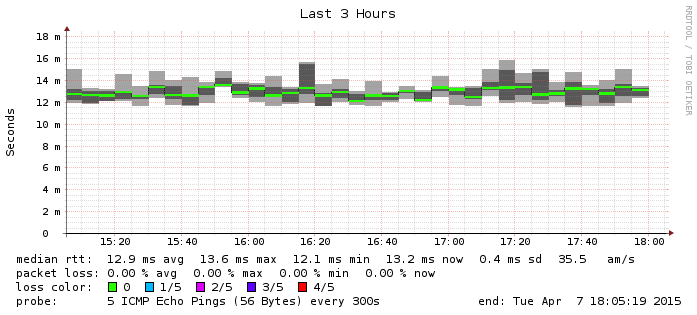 Last 3 Hours
RRDTOOL / TOBI OETIKER
Seconds
18 m
16 m
14 m
12 m
10 m
8 m
6 m
4 m
2 m
0
15:20 15:40 16:00 16:20 16:40 17:00 17:20 17:40 18:00
median rtt: 12.9 ms avg 13.6 ms max 12.1 ms min 13.2 ms now 0.4 ms sd 35.5 am/s
packet loss: 0.00 % avg 0.00 % max 0.00 % min 0.00 % now
loss color: 0 1/5 2/5 3/5 4/5
probe: 5 ICMP Echo Pings (56 Bytes) every 300s end: Tue Apr 7 18:05:19 2015